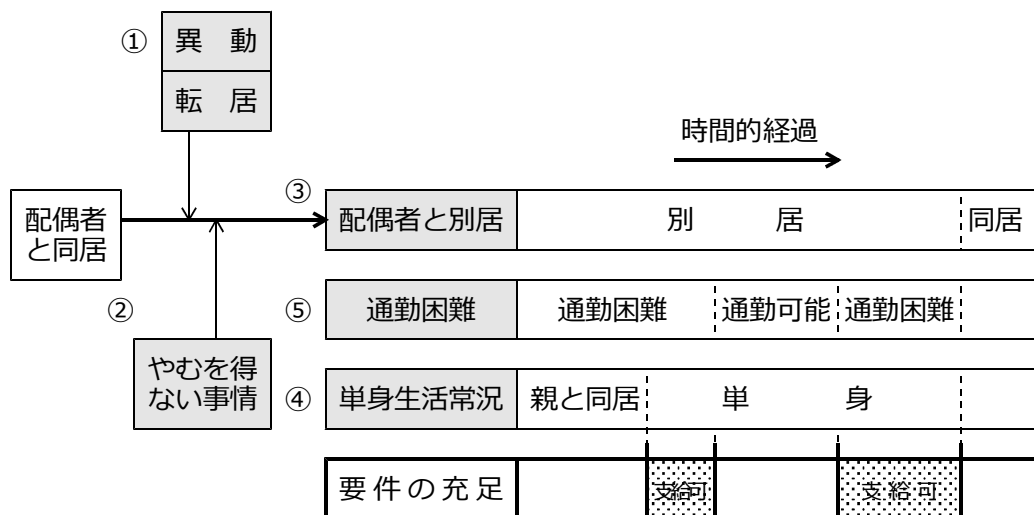 ①
異 動
転 居
時間的経過
配偶者
と同居
③
配偶者と別居
別 居
同居
②
⑤
通勤困難
通勤困難
通勤可能
通勤困難
やむを得
ない事情
④
単身生活常況
親と同居
単 身
要件の充足
支給可
支給可